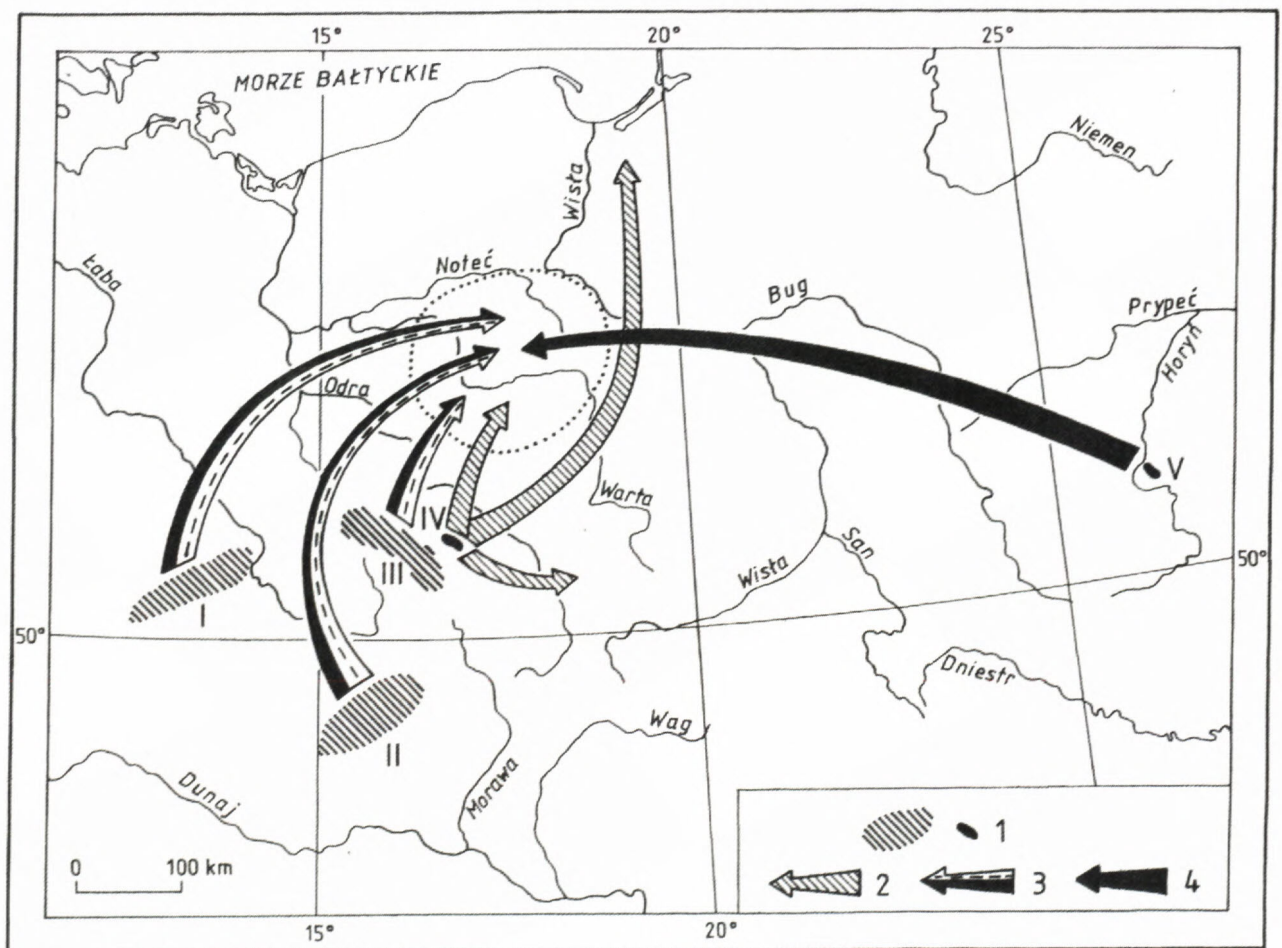 15°
20°
25°
MORZE BAŁTYCKIE
Niemen
Wisła
Łaba
Noteć
Bug
Prypeć
Horyń
Odra
V
Warta
IV
San
III
Wisła
50°
I
50°
Dniestr
Wag
II
Morawa
Dunaj
0 100 km
1
2 3 4
15°
20°